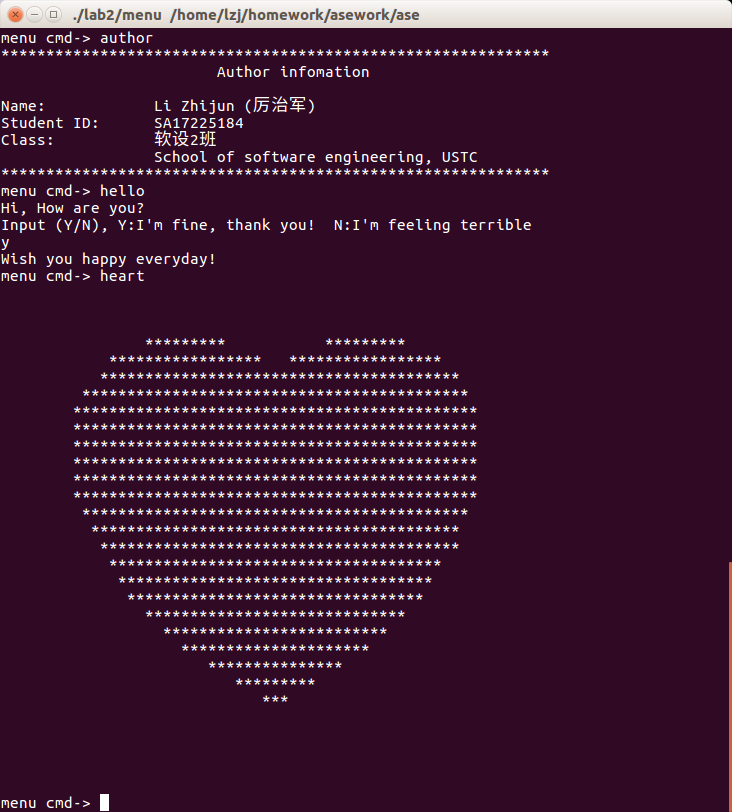 ./lab2/menu /home/lzj/homework/asework/ase
menu cmd-> author
*************************************************************
Author infomation
Name: Li Zhijun (厉治军)
Student ID: SA17225184
Class: 软设2班
School of software engineering, USTC
*************************************************************
menu cmd-> hello
Hi, How are you?
Input (Y/N), Y:I'm fine, thank you!  N:I'm feeling terrible
y
Wish you happy everyday!
menu cmd-> heart
                *********           *********
            *****************   *****************
           ****************************************
         *******************************************
        *********************************************
        *********************************************
        *********************************************
        *********************************************
        *********************************************
        *********************************************
         *******************************************
          *****************************************
           ****************************************
            *************************************
             ***********************************
              *********************************
                *****************************
                  *************************
                    *********************
                       ***************
                          *********
                             ***
menu cmd->